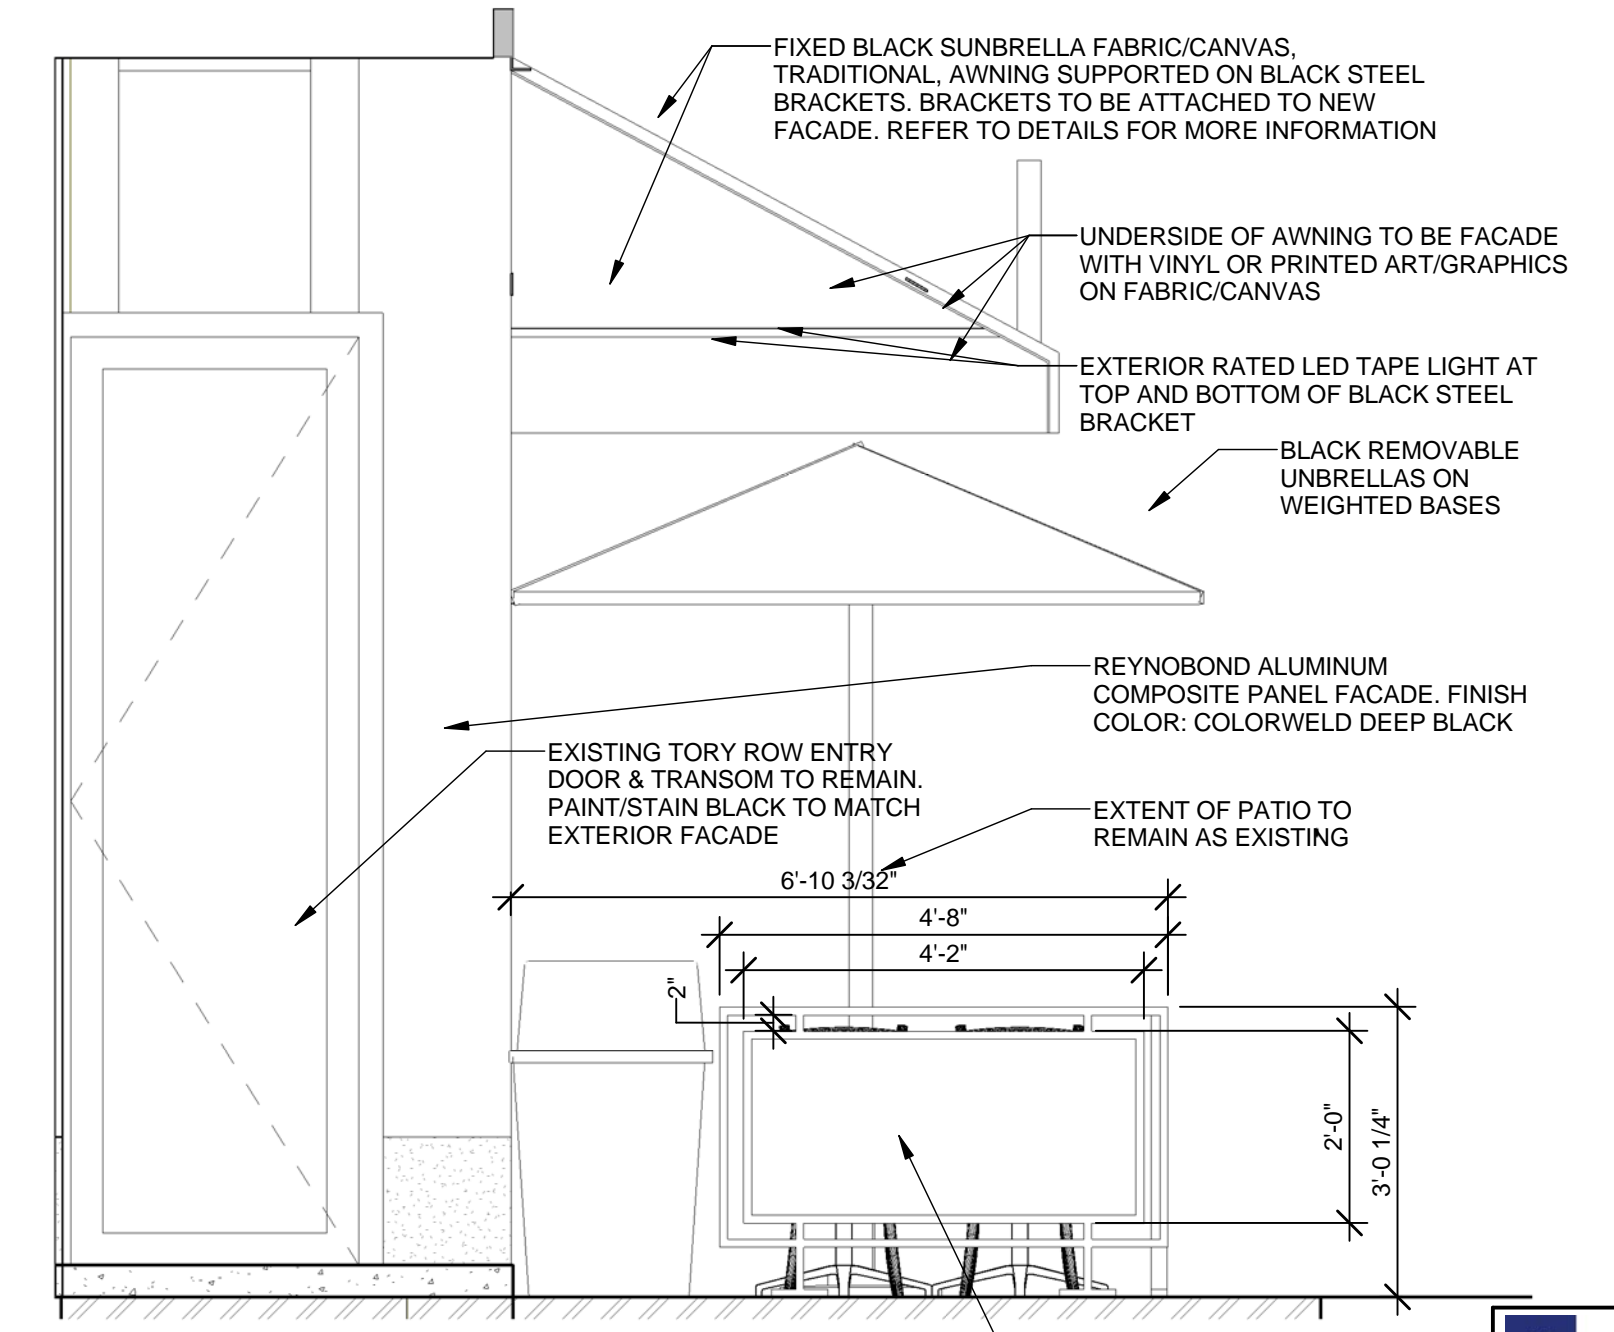 FIXED BLACK SUNBRELLA FABRIC/CANVAS,
TRADITIONAL, AWNING SUPPORTED ON BLACK STEEL
BRACKETS. BRACKETS TO BE ATTACHED TO NEW
FACADE. REFER TO DETAILS FOR MORE INFORMATION
UNDERSIDE OF AWNING TO BE FACADE
WITH VINYL OR PRINTED ART/GRAPHICS
ON FABRIC/CANVAS
EXTERIOR RATED LED TAPE LIGHT AT
TOP AND BOTTOM OF BLACK STEEL
BRACKET
BLACK REMOVABLE
UNBRELLAS ON
WEIGHTED BASES
REYNOBOND ALUMINUM
COMPOSITE PANEL FACADE. FINISH
COLOR: COLORWELD DEEP BLACK
EXISTING TORY ROW ENTRY
DOOR & TRANSOM TO REMAIN.
PAINT/STAIN BLACK TO MATCH
EXTERIOR FACADE
EXTENT OF PATIO TO
REMAIN AS EXISTING
6'-10 3/32"
4'-8"
4'-2"
2"
2'-0"
3'-0 1/4"